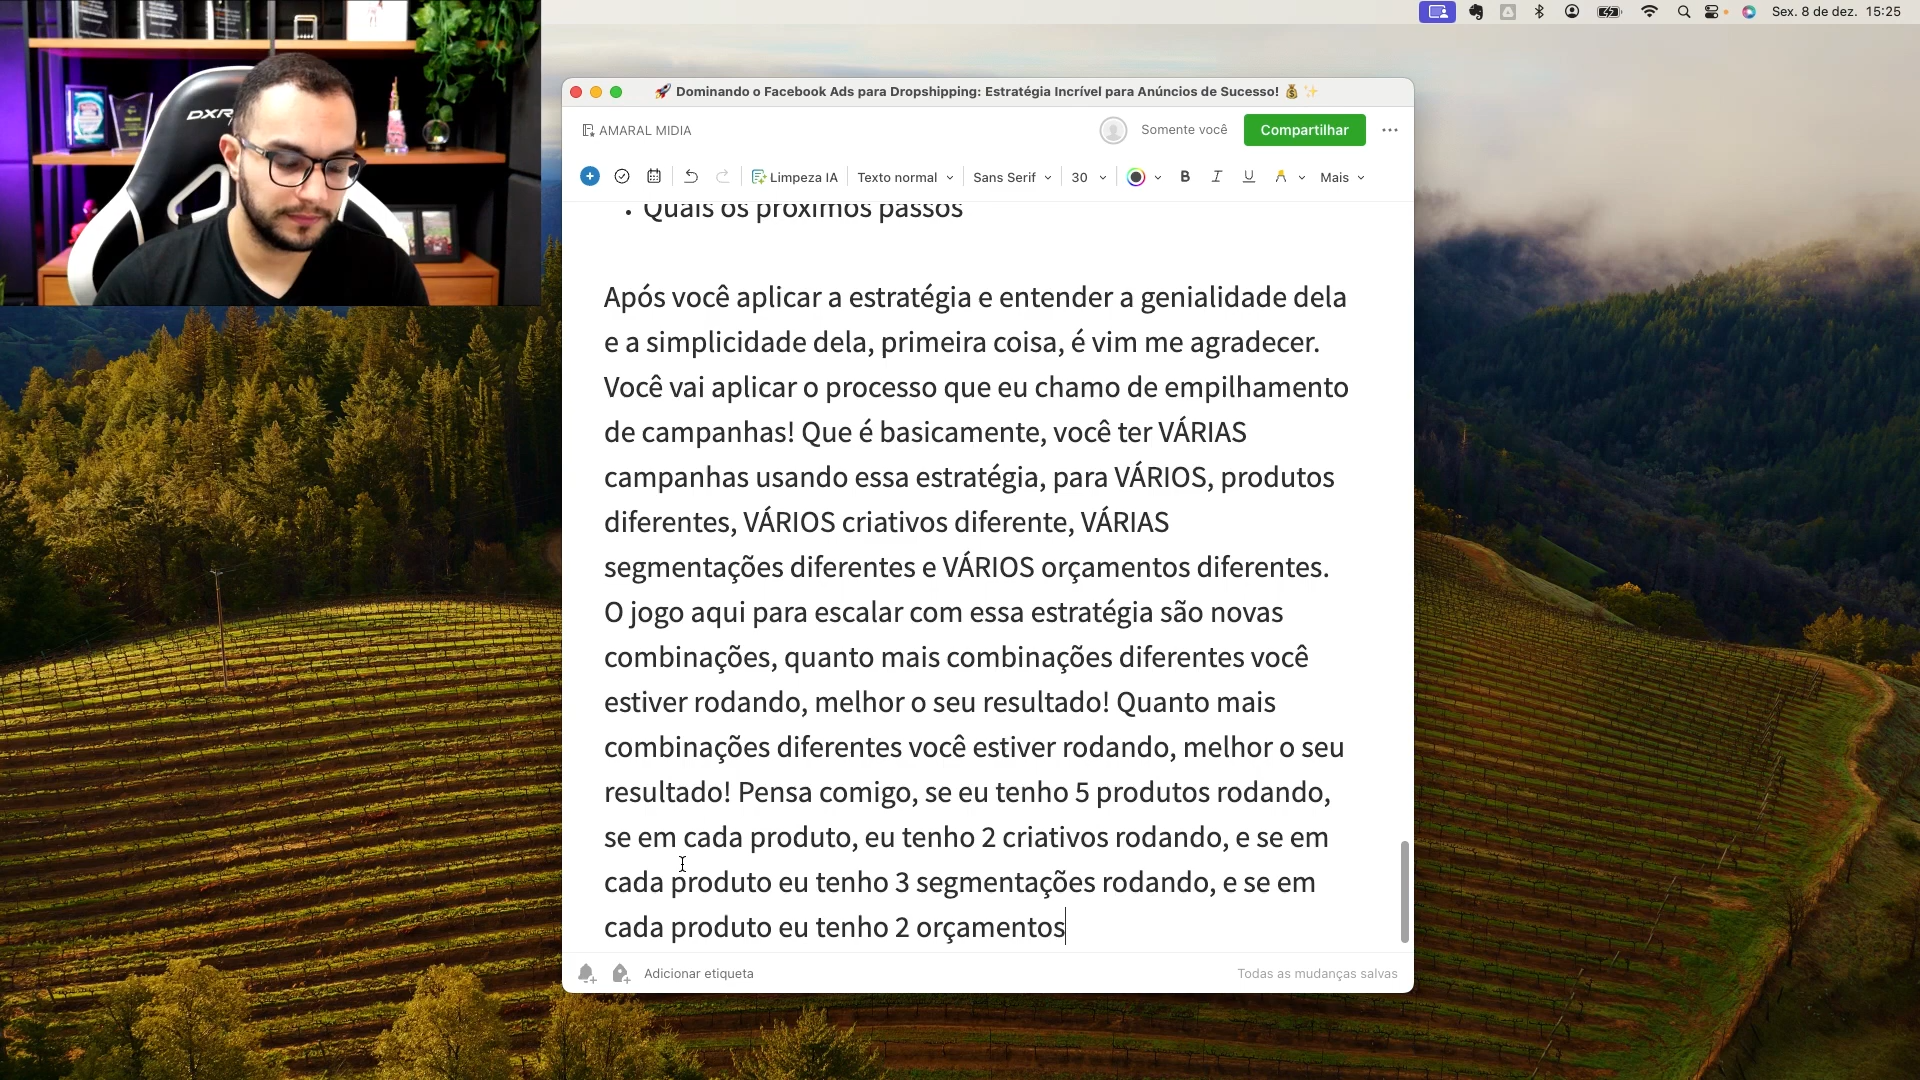 Sex. 8 de dez. 15:25
🚀 Dominando o Facebook Ads para Dropshipping: Estratégia Incrível para Anúncios de Sucesso! 💰 ✨
AMARAL MIDIA
Somente você
Compartilhar
Limpeza IA
Texto normal
Sans Serif
30
B I U
Mais
• Quais os próximos passos
Após você aplicar a estratégia e entender a genialidade dela
e a simplicidade dela, primeira coisa, é vim me agradecer.
Você vai aplicar o processo que eu chamo de empilhamento
de campanhas! Que é basicamente, você ter VÁRIAS
campanhas usando essa estratégia, para VÁRIOS, produtos
diferentes, VÁRIOS criativos diferente, VÁRIAS
segmentações diferentes e VÁRIOS orçamentos diferentes.
O jogo aqui para escalar com essa estratégia são novas
combinações, quanto mais combinações diferentes você
estiver rodando, melhor o seu resultado! Quanto mais
combinações diferentes você estiver rodando, melhor o seu
resultado! Pensa comigo, se eu tenho 5 produtos rodando,
se em cada produto, eu tenho 2 criativos rodando, e se em
cada produto eu tenho 3 segmentações rodando, e se em
cada produto eu tenho 2 orçamentos
Adicionar etiqueta
Todas as mudanças salvas
DXR